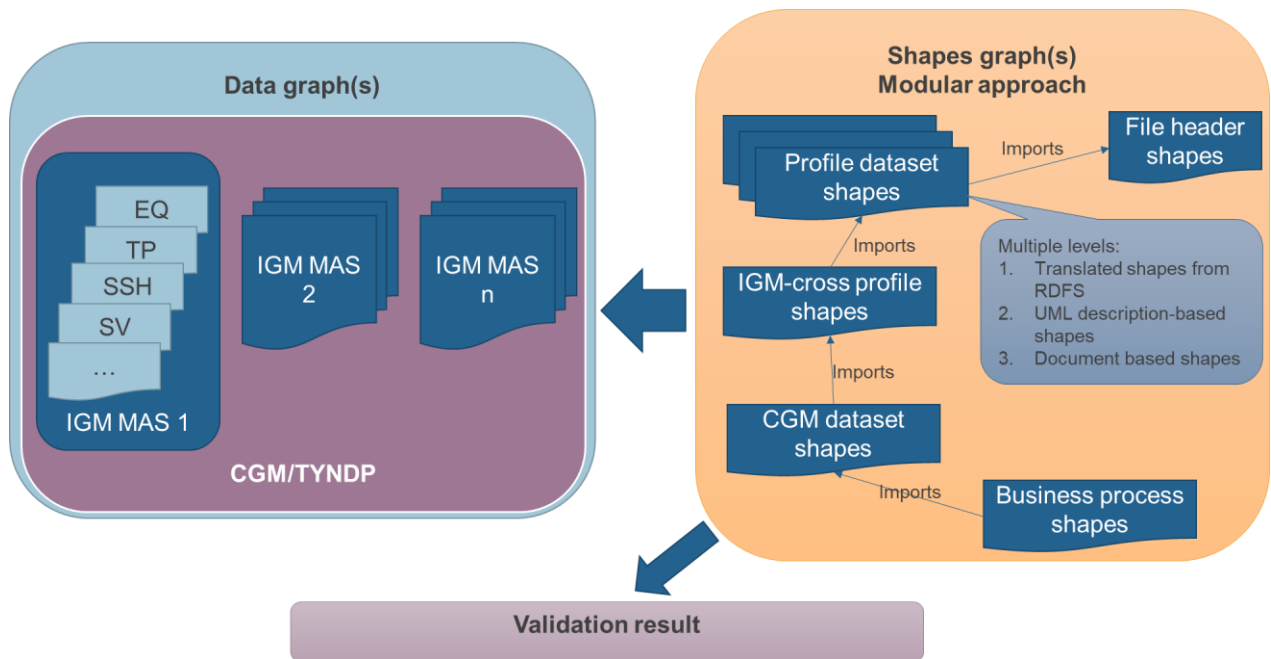 Data graph(s)
EQ
TP
SSH
SV
...
IGM MAS 1
IGM MAS
2
IGM MAS
n
CGM/TYNDP
Shapes graph(s)
Modular approach
Profile dataset
shapes
Imports
File header
shapes
Imports
IGM-cross profile
shapes
Multiple levels:
1. Translated shapes from
RDFS
2. UML description-based
shapes
3. Document based shapes
Imports
CGM dataset
shapes
Imports
Business process
shapes
Validation result